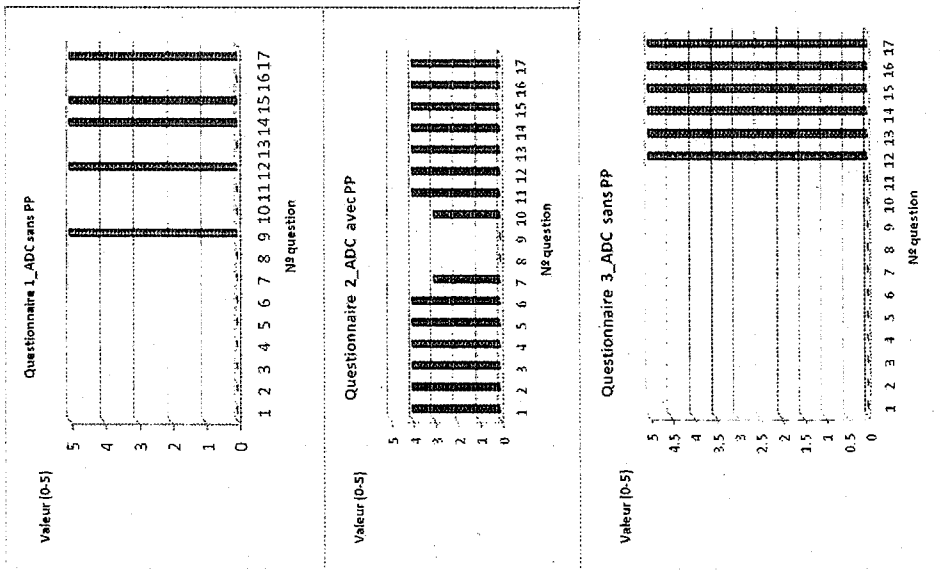 Questionnaire 1_ADC sans PP
Valeur (0-5)
5
4
3
2
1
0
1 2 3 4 5 6 7 8 9 10 11 12 13 14 15 16 17
Nº question
Questionnaire 2_ADC avec PP
Valeur (0-5)
5
4
3
2
1
0
1 2 3 4 5 6 7 8 9 10 11 12 13 14 15 16 17
Nº question
Questionnaire 3_ADC sans PP
Valeur (0-5)
5
4.5
4
3.5
3
2.5
2
1.5
1
0.5
0
1 2 3 4 5 6 7 8 9 10 11 12 13 14 15 16 17
Nº question